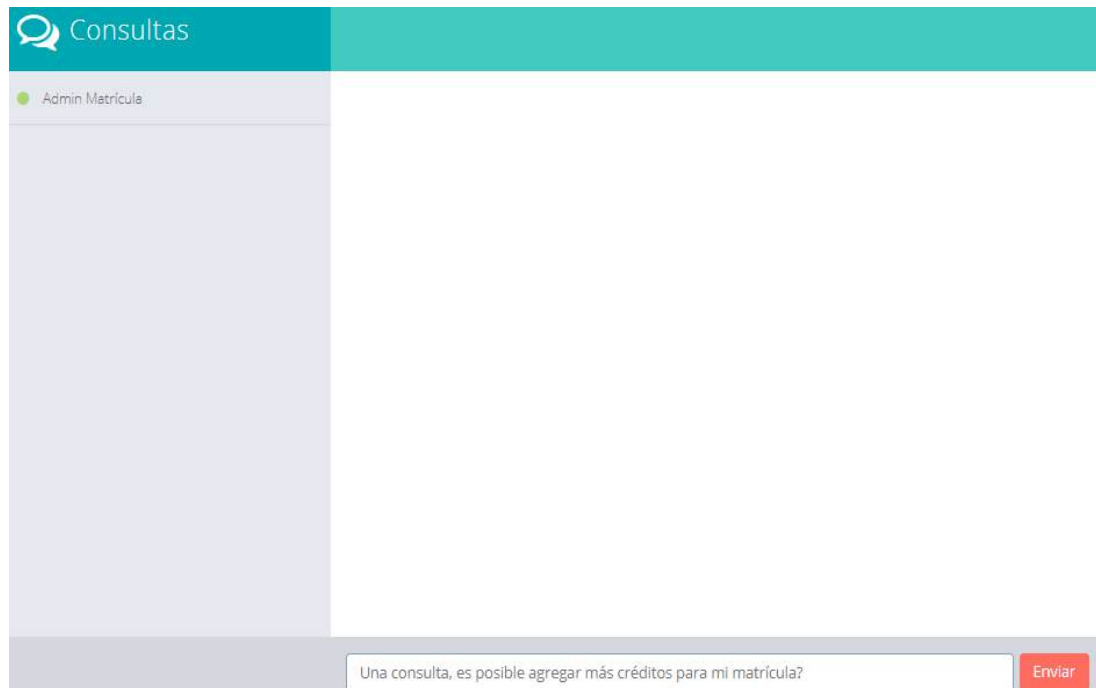 Consultas
Admin Matrícula
Una consulta, es posible agregar más créditos para mi matrícula?
Enviar